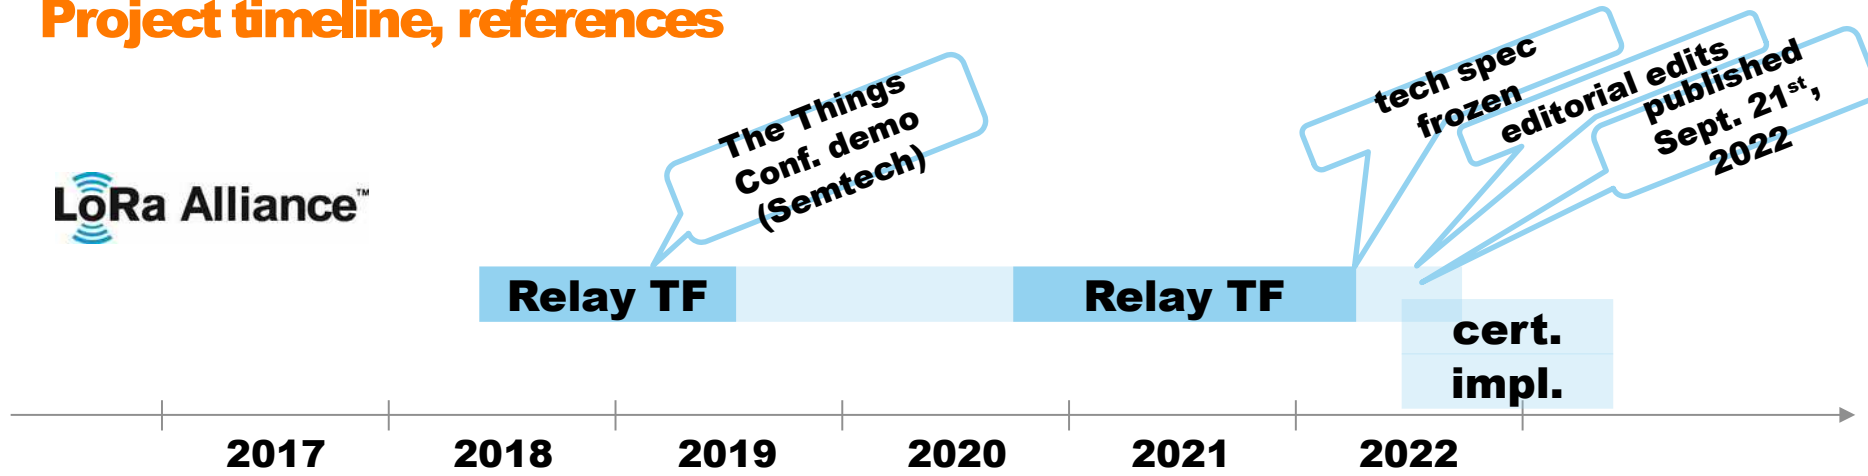 Project timeline, references
The Things
Conf. demo
(Semtech)
tech spec
frozen
editorial edits
published
Sept. 21st,
2022
LoRa Alliance™
Relay TF
Relay TF
cert.
impl.
2017
2018
2019
2020
2021
2022